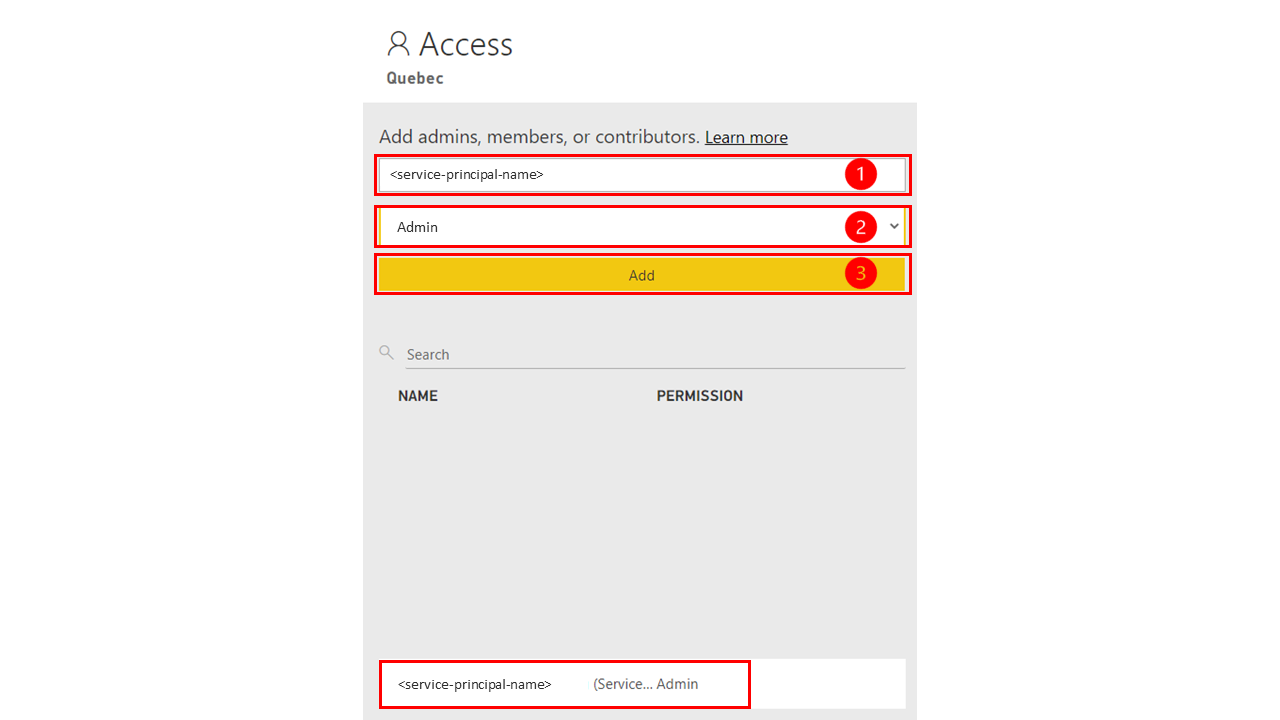 Access
Quebec
Add admins, members, or contributors. Learn more
<service-principal-name> 1
Admin 2
Add 3
Search
NAME PERMISSION
<service-principal-name> (Service... Admin